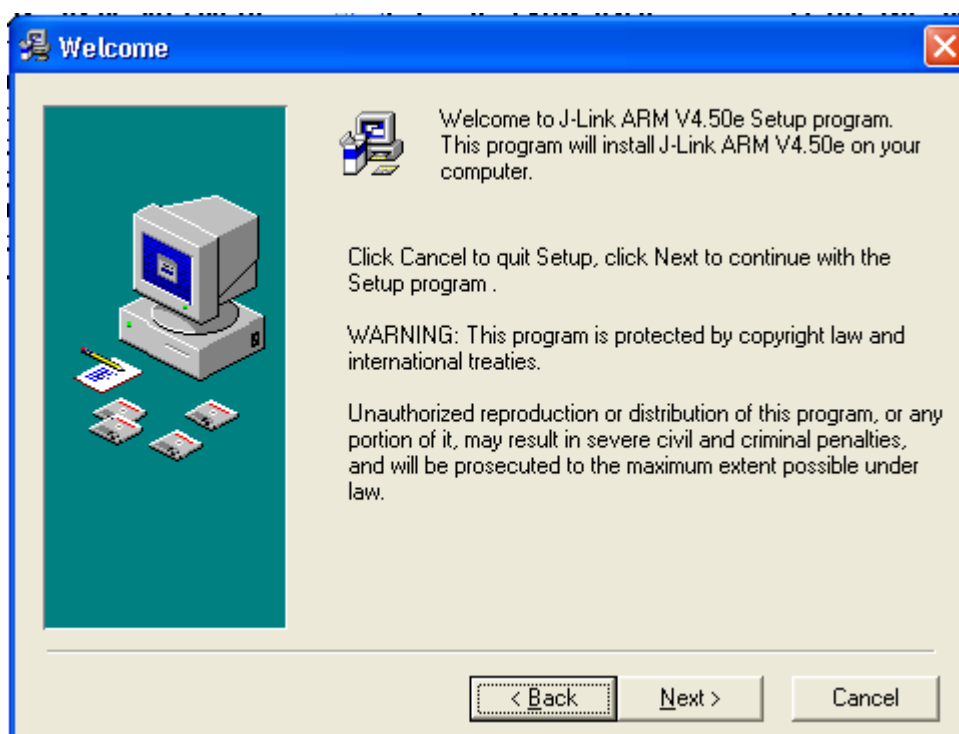 Welcome
Welcome to J-Link ARM V4.50e Setup program.
This program will install J-Link ARM V4.50e on your
computer.
Click Cancel to quit Setup, click Next to continue with the
Setup program .
WARNING: This program is protected by copyright law and
international treaties.
Unauthorized reproduction or distribution of this program, or any
portion of it, may result in severe civil and criminal penalties,
and will be prosecuted to the maximum extent possible under
law.
< Back Next > Cancel